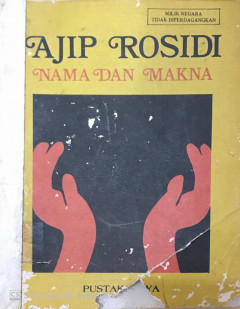 MILIK NEGARA
TIDAK DIPERDAGANGKAN
AJIP ROSIDI
NAMA DAN MAKNA
PUSTAK